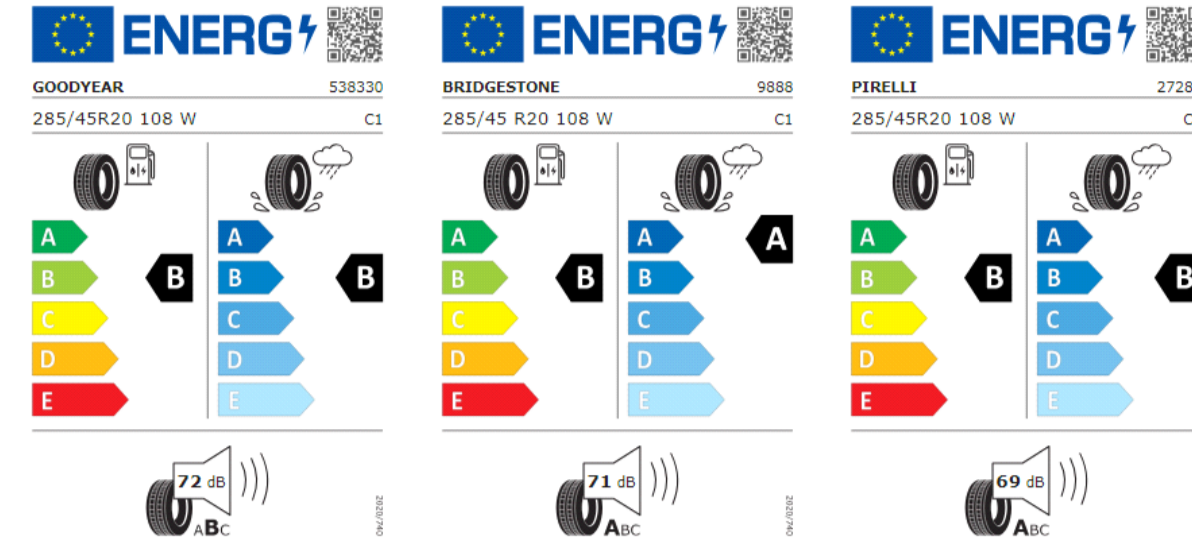 ENERG
GOODYEAR 538330
285/45R20 108 W C1
A A
B B B B
C C
D D
E E
72 dB
ABC
2020/740
ENERG
BRIDGESTONE 9888
285/45 R20 108 W C1
A A A
B B B
C C
D D
E E
71 dB
ABC
2020/740
ENERG
PIRELLI 2728
285/45R20 108 W C
A A
B B B B
C C
D D
E E
69 dB
ABC